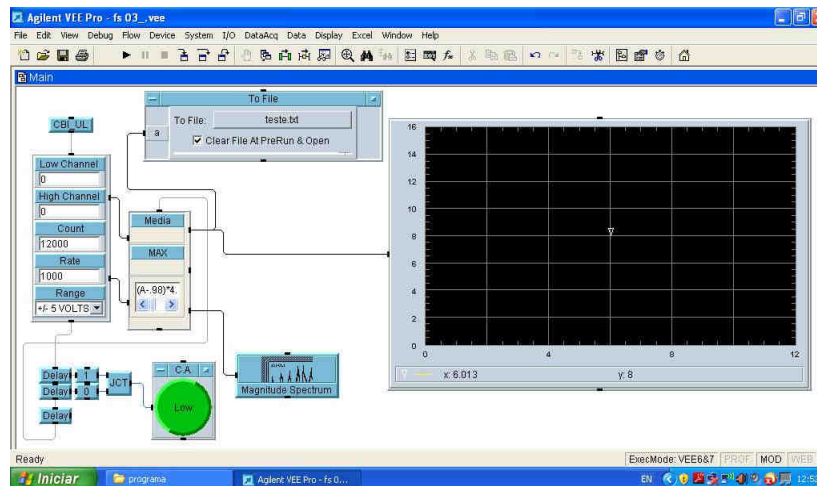 Agilent VEE Pro - fs 03_.vee
File Edit View Debug Flow Device System I/O DataAcq Data Display Excel Window Help
Main
To File
CBI_UL
a
To File:
teste.txt
Clear File At PreRun & Open
Low Channel
0
High Channel
0
Count
12000
Rate
1000
Range
+/- 5 VOLTS
Media
MAX
(A-.98)*4.
16
14
12
10
8
6
4
2
0
0 4 8 12
x: 6.013 y: 8
Delay 1
Delay 0
JCT
Delay
C.A
Low
Magnitude Spectrum
Ready
ExecMode: VEE6&7 PROF MOD WEB
Iniciar programa Agilent VEE Pro - fs 0... EN